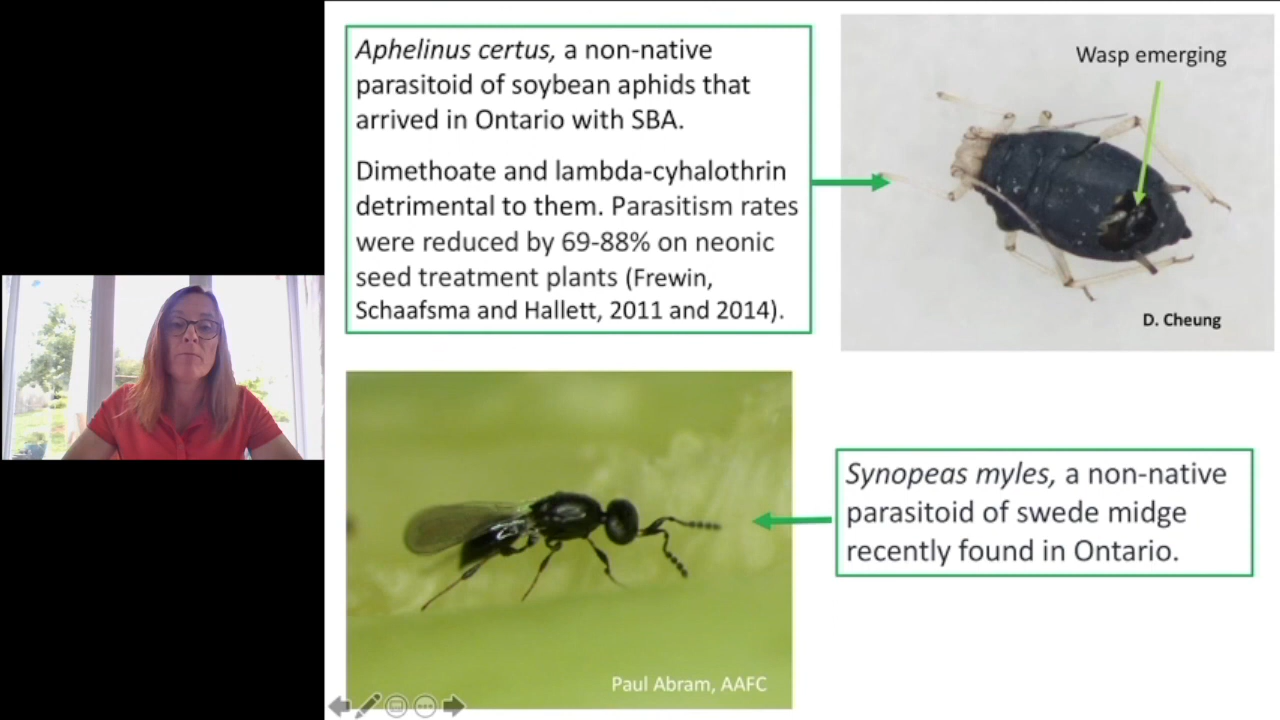 Aphelinus certus, a non-native
parasitoid of soybean aphids that
arrived in Ontario with SBA.
Dimethoate and lambda-cyhalothrin
detrimental to them. Parasitism rates
were reduced by 69-88% on neonic
seed treatment plants (Frewin,
Schaafsma and Hallett, 2011 and 2014).
Wasp emerging
D. Cheung
Synopeas myles, a non-native
parasitoid of swede midge
recently found in Ontario.
Paul Abram, AAFC